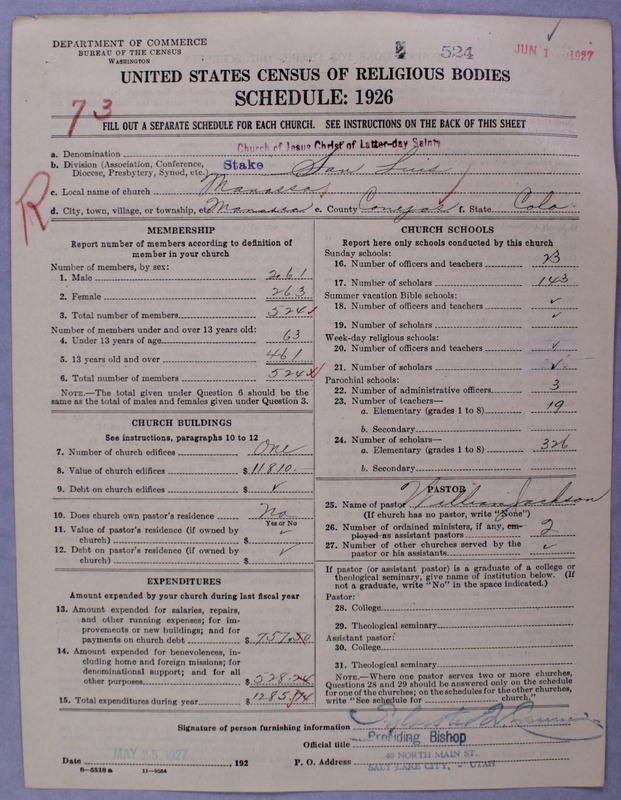 DEPARTMENT OF COMMERCE
BUREAU OF THE CENSUS
WASHINGTON
524
JUN 1 1927
UNITED STATES CENSUS OF RELIGIOUS BODIES
SCHEDULE: 1926
73
FILL OUT A SEPARATE SCHEDULE FOR EACH CHURCH. SEE INSTRUCTIONS ON THE BACK OF THIS SHEET
a. Denomination Church of Jesus Christ of Latter-day Saints
b. Division (Association, Conference, Diocese, Presbytery, Synod, etc.) Stake San Luis
c. Local name of church Manassa
d. City, town, village, or township, etc. Manassa e. County Conejos f. State Colo
R
MEMBERSHIP
Report number of members according to definition of
member in your church
Number of members, by sex:
1. Male 261
2. Female 263
3. Total number of members 524
Number of members under and over 13 years old:
4. Under 13 years of age 63
5. 13 years old and over 461
6. Total number of members 524
NOTE.—The total given under Question 6 should be
same as the total of males and females given under Question 3.
CHURCH BUILDINGS
See instructions, paragraphs 10 to 12
7. Number of church edifices One
8. Value of church edifices $ 11810.—
9. Debt on church edifices $ ✓
10. Does church own pastor's residence? No
Yes or No
11. Value of pastor's residence (if owned by
church) $ ✓
12. Debt on pastor's residence (if owned by
church) $ ✓
EXPENDITURES
Amount expended by your church during last fiscal year
13. Amount expended for salaries, repairs,
and other running expenses; for im-
provements or new buildings; and for
payments on church debt $ 757.50
14. Amount expended for benevolences, in-
cluding home and foreign missions; for
denominational support; and for all
other purposes $ 528.24
15. Total expenditures during year $ 1285.74
CHURCH SCHOOLS
Report here only schools conducted by this church
Sunday schools:
16. Number of officers and teachers 23
17. Number of scholars 143
Summer vacation Bible schools:
18. Number of officers and teachers ✓
19. Number of scholars ✓
Week-day religious schools:
20. Number of officers and teachers ✓
21. Number of scholars ✓
Parochial schools:
22. Number of administrative officers 3
23. Number of teachers—
a. Elementary (grades 1 to 8) 19
b. Secondary
24. Number of scholars—
a. Elementary (grades 1 to 8) 326
b. Secondary
PASTOR
25. Name of pastor William Jackson
(If church has no pastor, write "None")
26. Number of ordained ministers, if any, em-
ployed as assistant pastors 2
27. Number of other churches served by the
pastor or his assistants ✓
If pastor (or assistant pastor) is a graduate of a college or
theological seminary, give name of institution below. (If
not a graduate, write "No" in the space indicated.)
Pastor:
28. College
29. Theological seminary
Assistant pastor:
30. College
31. Theological seminary
NOTE.—Where one pastor serves two or more churches,
Questions 28 and 29 should be answered only on the schedule
for one of the churches; on the schedules for the other churches,
write "See schedule for ______ church."
Signature of person furnishing information
Official title Presiding Bishop
Date MAY 25 1927, 192 P. O. Address 40 NORTH MAIN ST.
SALT LAKE CITY, - UTAH
6—5518 a 11—9564